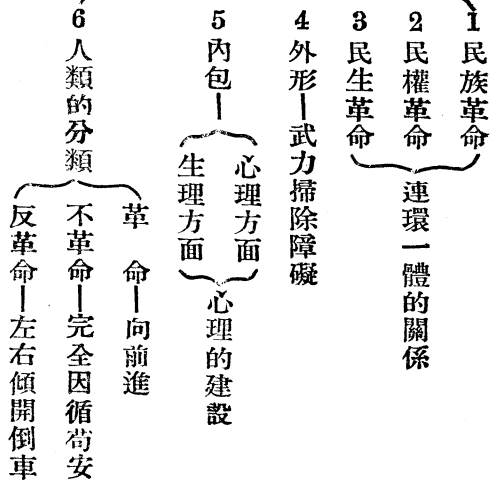 1民族革命
2民權革命
3民生革命
連環一體的關係
4外形—武力掃除障礙
5內包—
心理方面
生理方面
心理的建設
6人類的分類
革命—向前進
不革命—完全因循苟安
反革命—左右傾開倒車